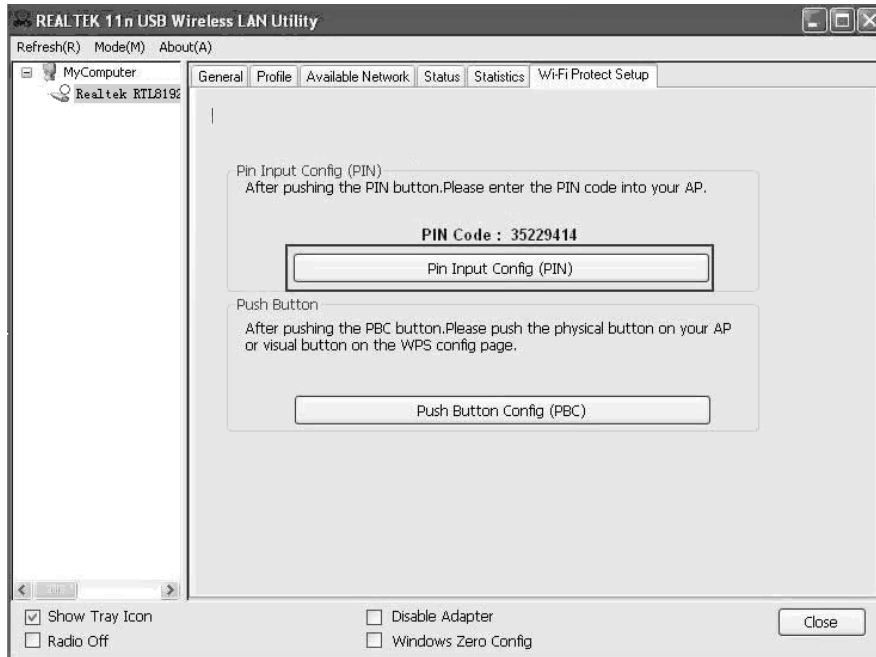 REALTEK 11n USB Wireless LAN Utility
Refresh(R) Mode(M) About(A)
MyComputer
Realtek RTL8192
General Profile Available Network Status Statistics Wi-Fi Protect Setup
Pin Input Config (PIN)
After pushing the PIN button.Please enter the PIN code into your AP.
PIN Code : 35229414
Pin Input Config (PIN)
Push Button
After pushing the PBC button.Please push the physical button on your AP
or visual button on the WPS config page.
Push Button Config (PBC)
Show Tray Icon
Disable Adapter
Close
Radio Off
Windows Zero Config